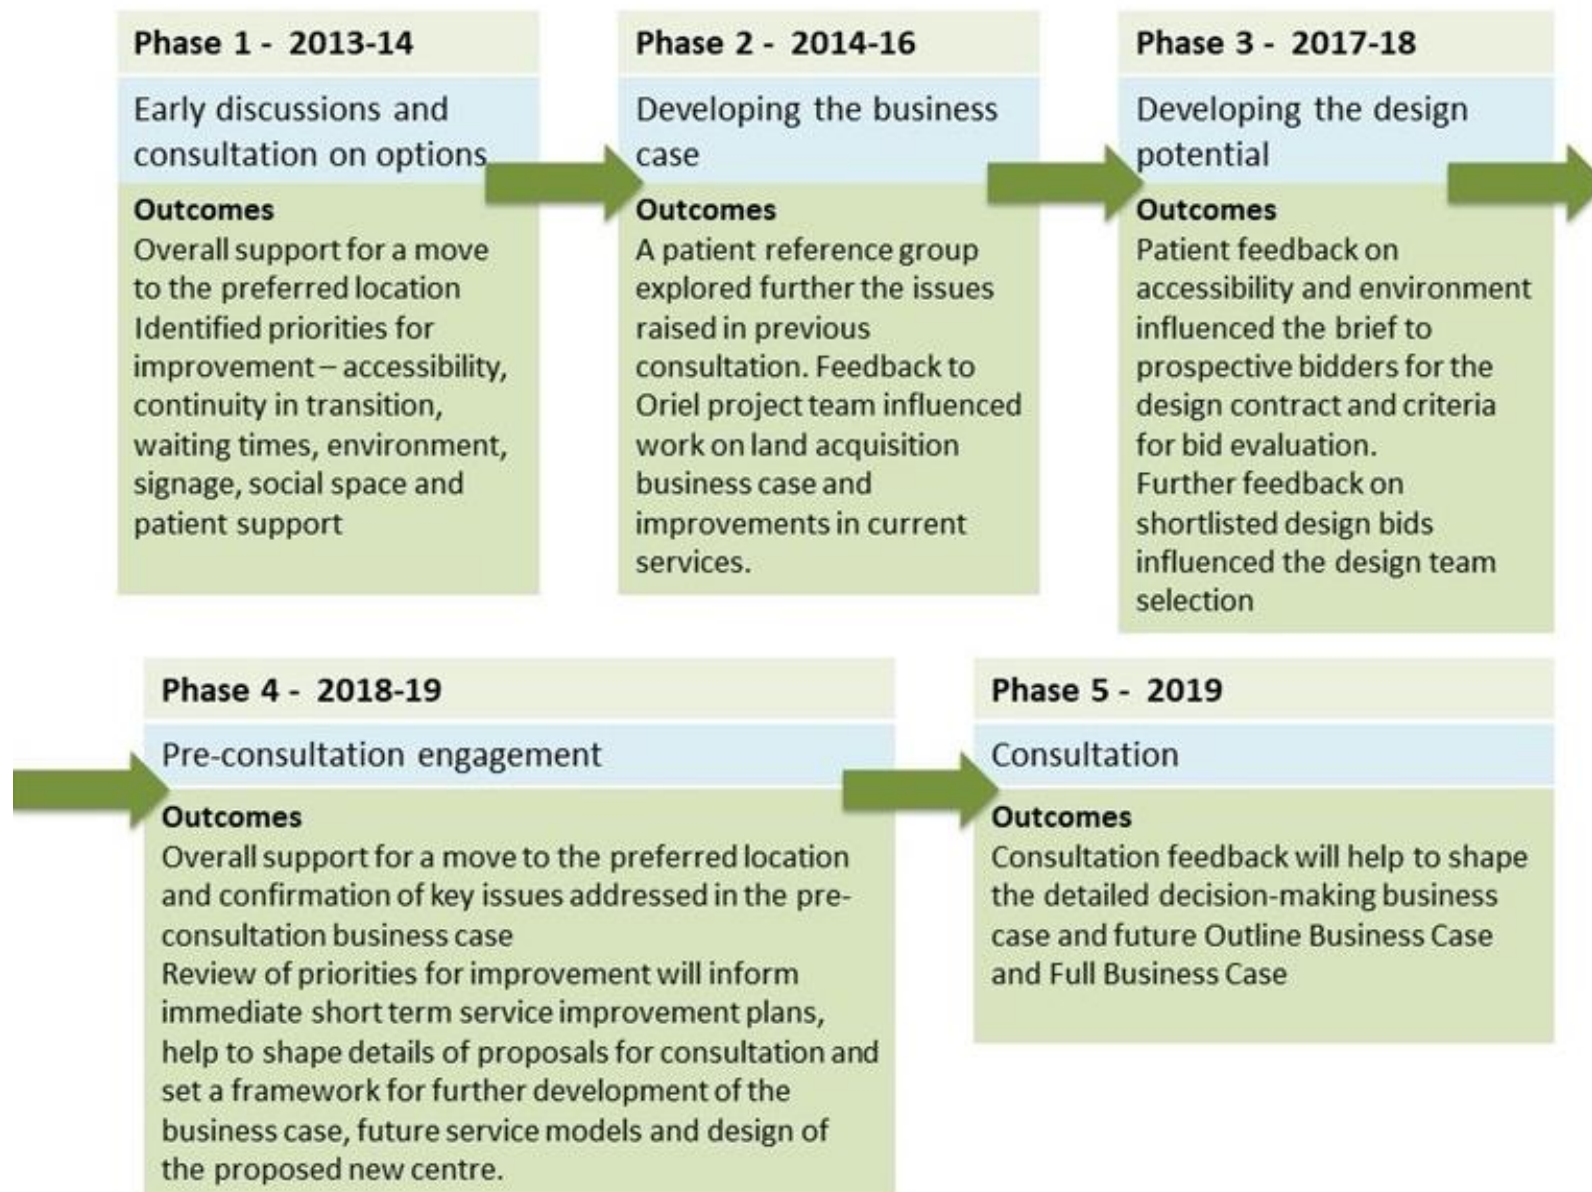 Phase 1 - 2013-14
Early discussions and
consultation on options
Outcomes
Overall support for a move
to the preferred location
Identified priorities for
improvement – accessibility,
continuity in transition,
waiting times, environment,
signage, social space and
patient support
Phase 2 - 2014-16
Developing the business
case
Outcomes
A patient reference group
explored further the issues
raised in previous
consultation. Feedback to
Oriel project team influenced
work on land acquisition
business case and
improvements in current
services.
Phase 3 - 2017-18
Developing the design
potential
Outcomes
Patient feedback on
accessibility and environment
influenced the brief to
prospective bidders for the
design contract and criteria
for bid evaluation.
Further feedback on
shortlisted design bids
influenced the design team
selection
Phase 4 - 2018-19
Pre-consultation engagement
Outcomes
Overall support for a move to the preferred location
and confirmation of key issues addressed in the pre-
consultation business case
Review of priorities for improvement will inform
immediate short term service improvement plans,
help to shape details of proposals for consultation and
set a framework for further development of the
business case, future service models and design of
the proposed new centre.
Phase 5 - 2019
Consultation
Outcomes
Consultation feedback will help to shape
the detailed decision-making business
case and future Outline Business Case
and Full Business Case